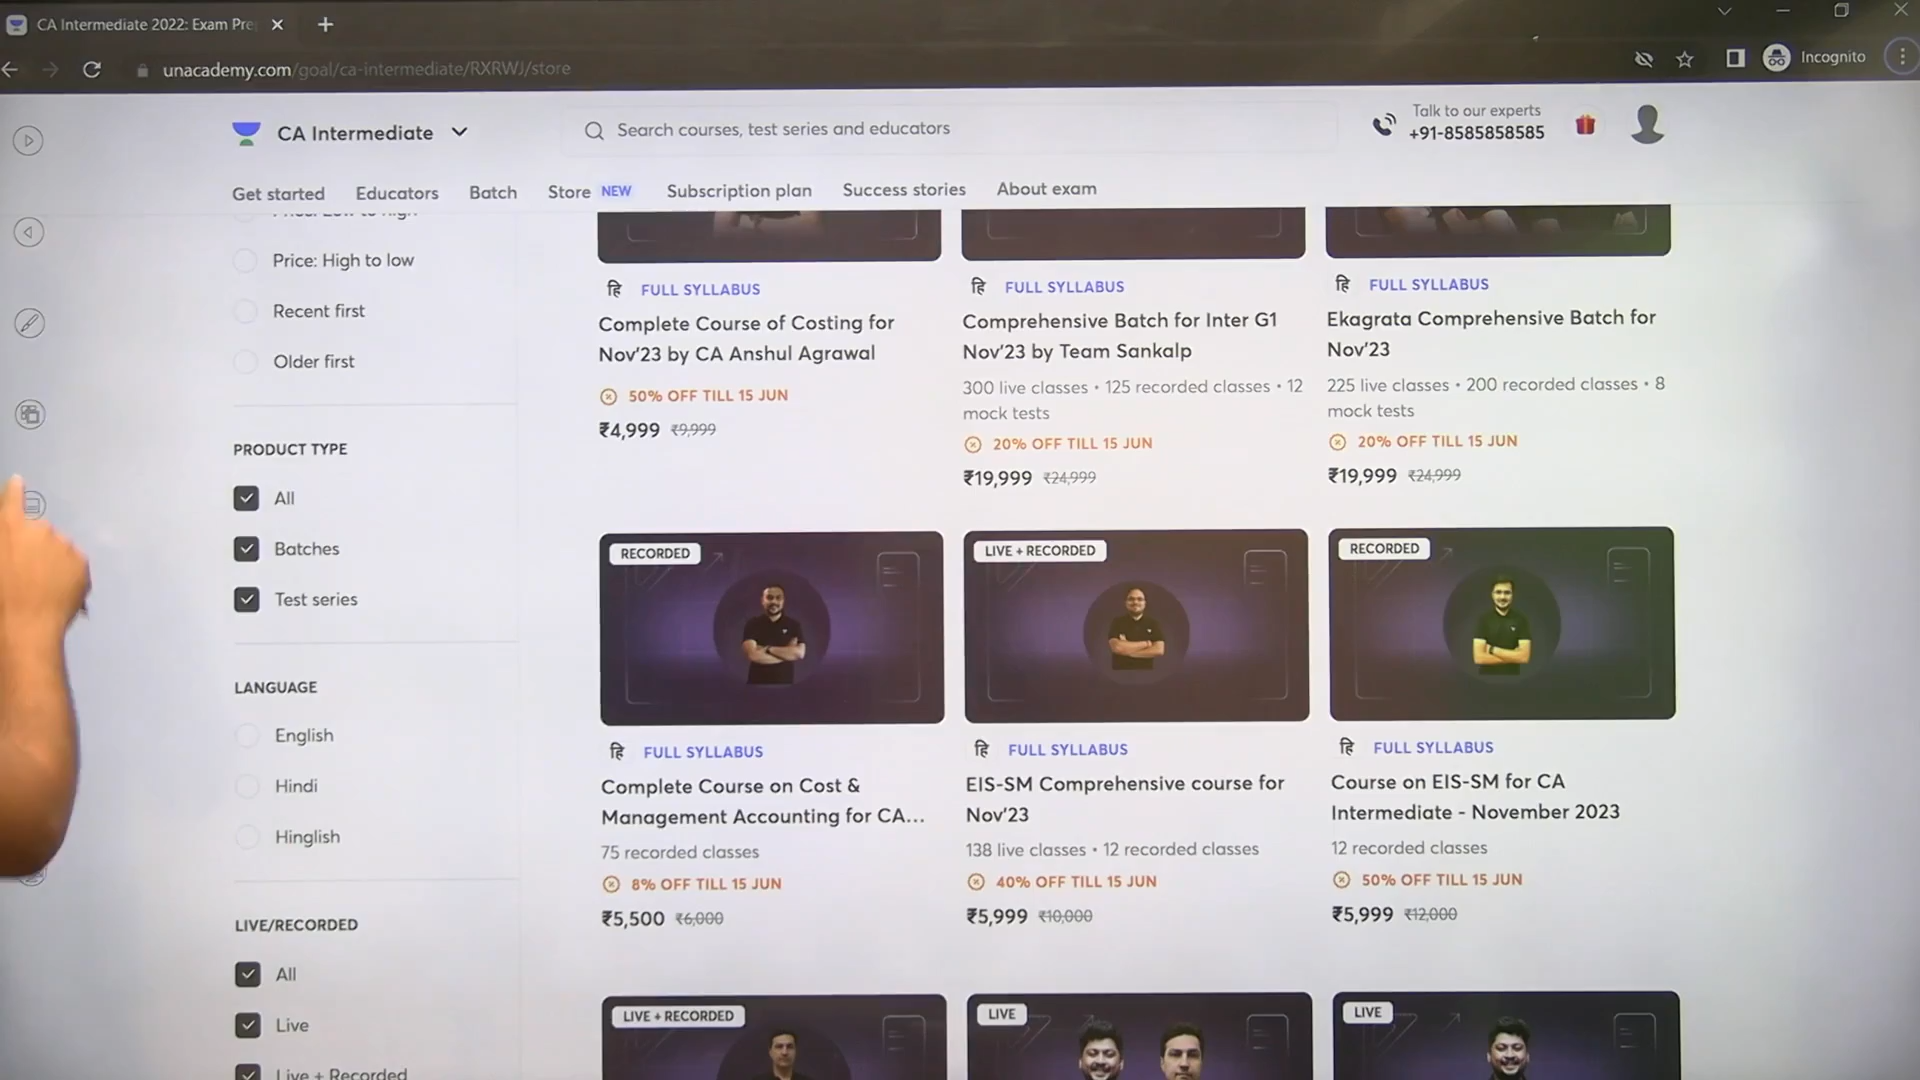 CA Intermediate 2022: Exam Pre
unacademy.com/goal/ca-intermediate/RXRWJ/store
Incognito
CA Intermediate
Search courses, test series and educators
Talk to our experts
+91-8585858585
Get started
Educators
Batch
Store NEW
Subscription plan
Success stories
About exam
Price: Low to high
Price: High to low
Recent first
Older first
PRODUCT TYPE
All
Batches
Test series
LANGUAGE
English
Hindi
Hinglish
LIVE/RECORDED
All
Live
Live + Recorded
हि FULL SYLLABUS
Complete Course of Costing for
Nov'23 by CA Anshul Agrawal
50% OFF TILL 15 JUN
₹4,999 ₹9,999
हि FULL SYLLABUS
Comprehensive Batch for Inter G1
Nov'23 by Team Sankalp
300 live classes • 125 recorded classes • 12
mock tests
20% OFF TILL 15 JUN
₹19,999 ₹24,999
हि FULL SYLLABUS
Ekagrata Comprehensive Batch for
Nov'23
225 live classes • 200 recorded classes • 8
mock tests
20% OFF TILL 15 JUN
₹19,999 ₹24,999
RECORDED
हि FULL SYLLABUS
Complete Course on Cost &
Management Accounting for CA...
75 recorded classes
8% OFF TILL 15 JUN
₹5,500 ₹6,000
LIVE + RECORDED
हि FULL SYLLABUS
EIS-SM Comprehensive course for
Nov'23
138 live classes • 12 recorded classes
40% OFF TILL 15 JUN
₹5,999 ₹10,000
RECORDED
हि FULL SYLLABUS
Course on EIS-SM for CA
Intermediate - November 2023
12 recorded classes
50% OFF TILL 15 JUN
₹5,999 ₹12,000
LIVE + RECORDED
LIVE
LIVE